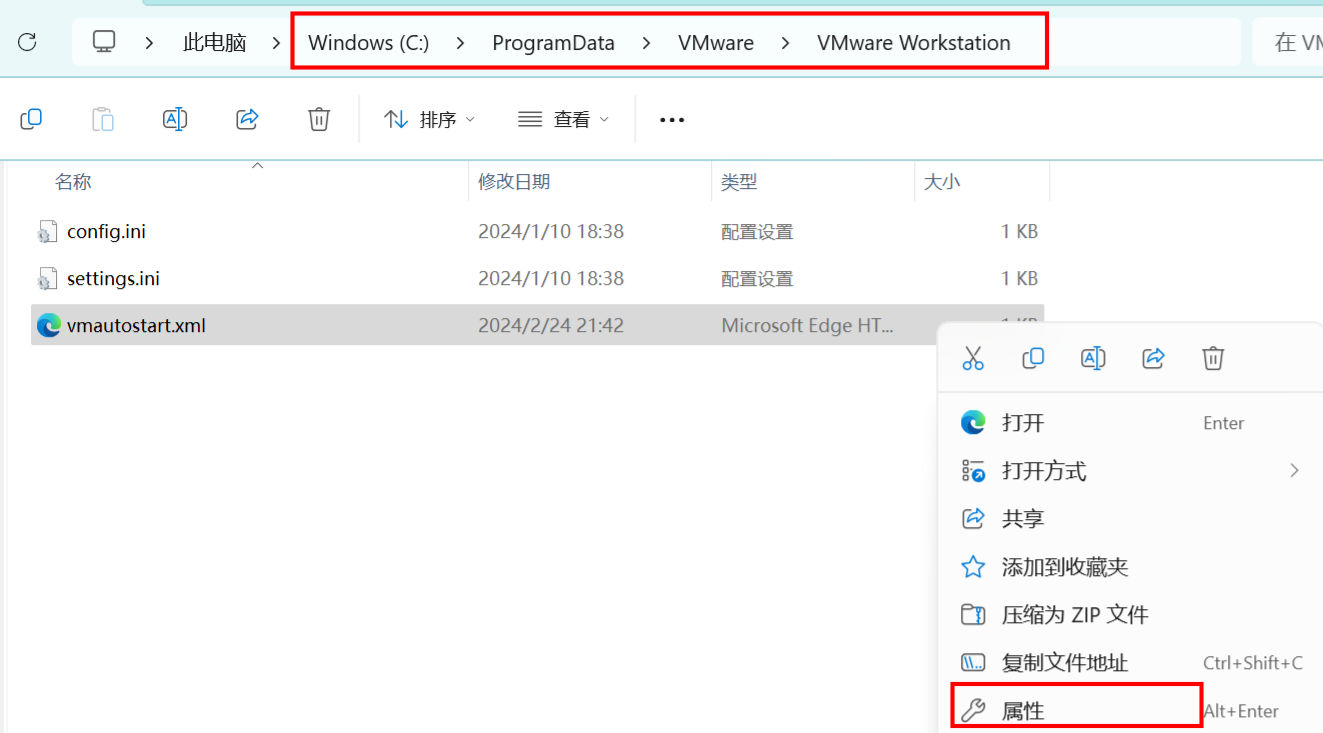 此电脑 > Windows (C:) > ProgramData > VMware > VMware Workstation
在 VM
排序 查看
名称 修改日期 类型 大小
config.ini 2024/1/10 18:38 配置设置 1 KB
settings.ini 2024/1/10 18:38 配置设置 1 KB
vmautostart.xml 2024/2/24 21:42 Microsoft Edge HT... 1 KB
打开 Enter
打开方式
共享
添加到收藏夹
压缩为 ZIP 文件
复制文件地址 Ctrl+Shift+C
属性 Alt+Enter